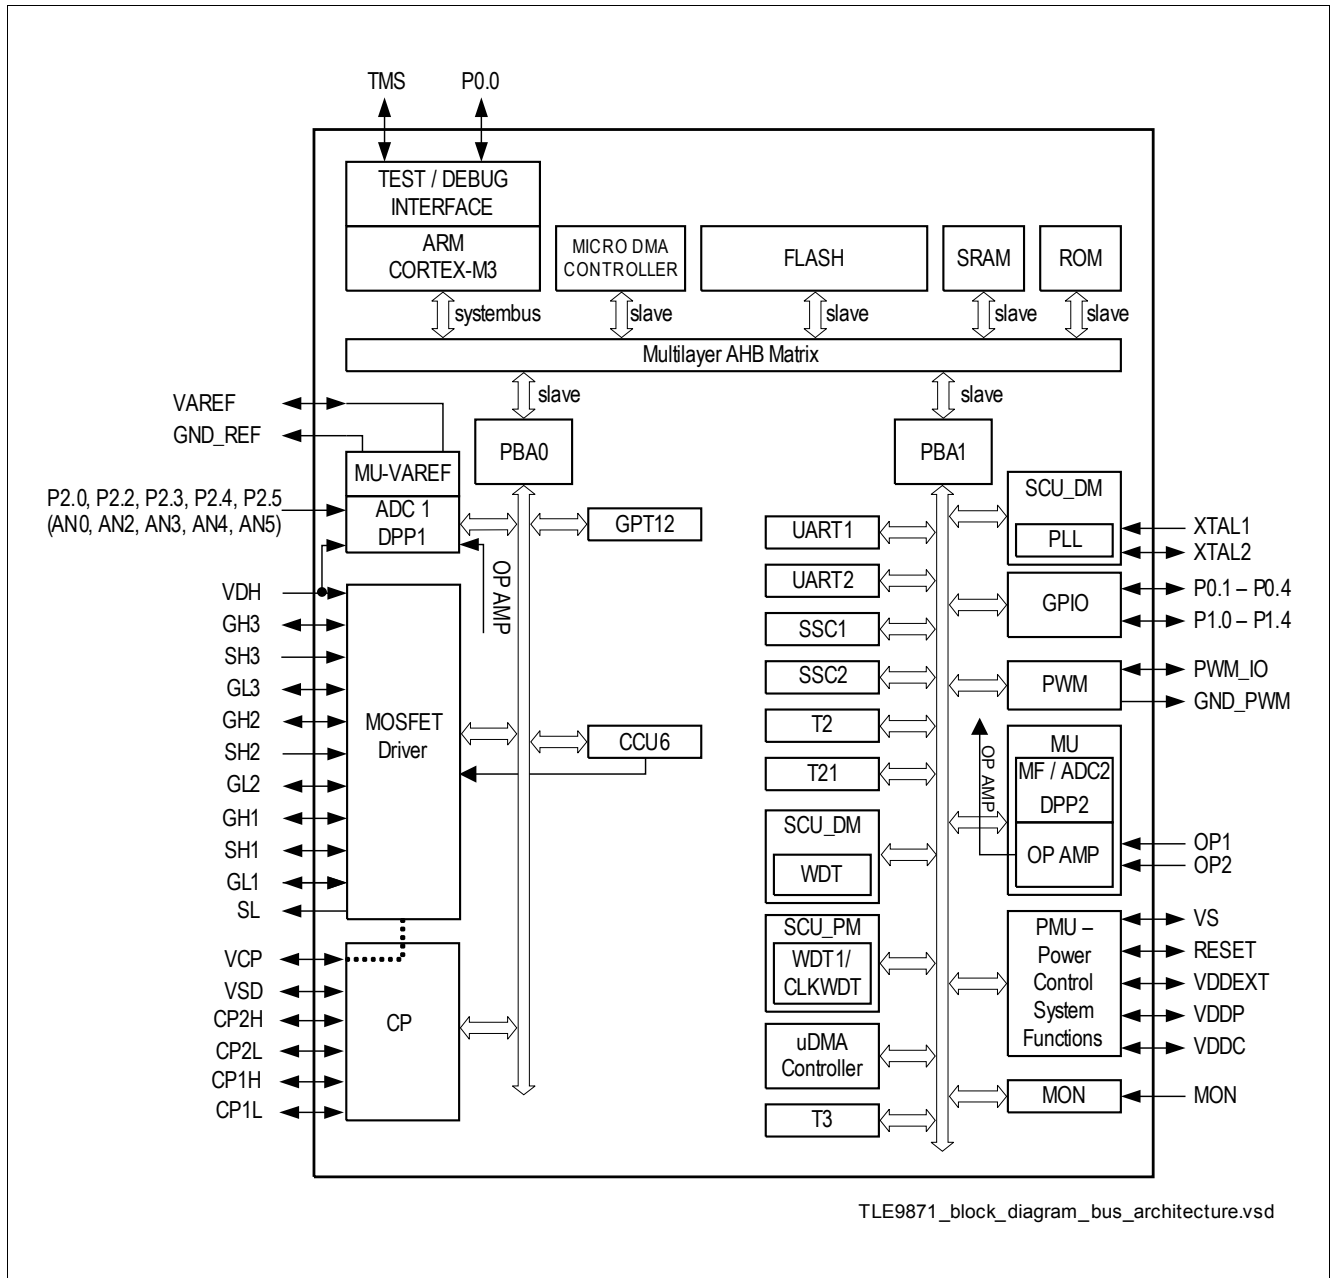 TMS
P0.0
TEST / DEBUG
INTERFACE
ARM
CORTEX-M3
MICRO DMA
CONTROLLER
FLASH
SRAM
ROM
systembus
slave
slave
slave
slave
Multilayer AHB Matrix
slave
slave
VAREF
GND_REF
PBA0
PBA1
MU-VAREF
P2.0, P2.2, P2.3, P2.4, P2.5
(AN0, AN2, AN3, AN4, AN5)
ADC 1
DPP1
GPT12
OP AMP
VDH
GH3
SH3
GL3
GH2
SH2
GL2
GH1
SH1
GL1
SL
MOSFET
Driver
CCU6
VCP
VSD
CP2H
CP2L
CP1H
CP1L
CP
UART1
UART2
SSC1
SSC2
T2
T21
SCU_DM
WDT
SCU_PM
WDT1/
CLKWDT
uDMA
Controller
T3
SCU_DM
PLL
XTAL1
XTAL2
GPIO
P0.1 – P0.4
P1.0 – P1.4
PWM
PWM_IO
GND_PWM
OP AMP
MU
MF / ADC2
DPP2
OP AMP
OP1
OP2
PMU –
Power
Control
System
Functions
VS
RESET
VDDEXT
VDDP
VDDC
MON
MON
TLE9871_block_diagram_bus_architecture.vsd